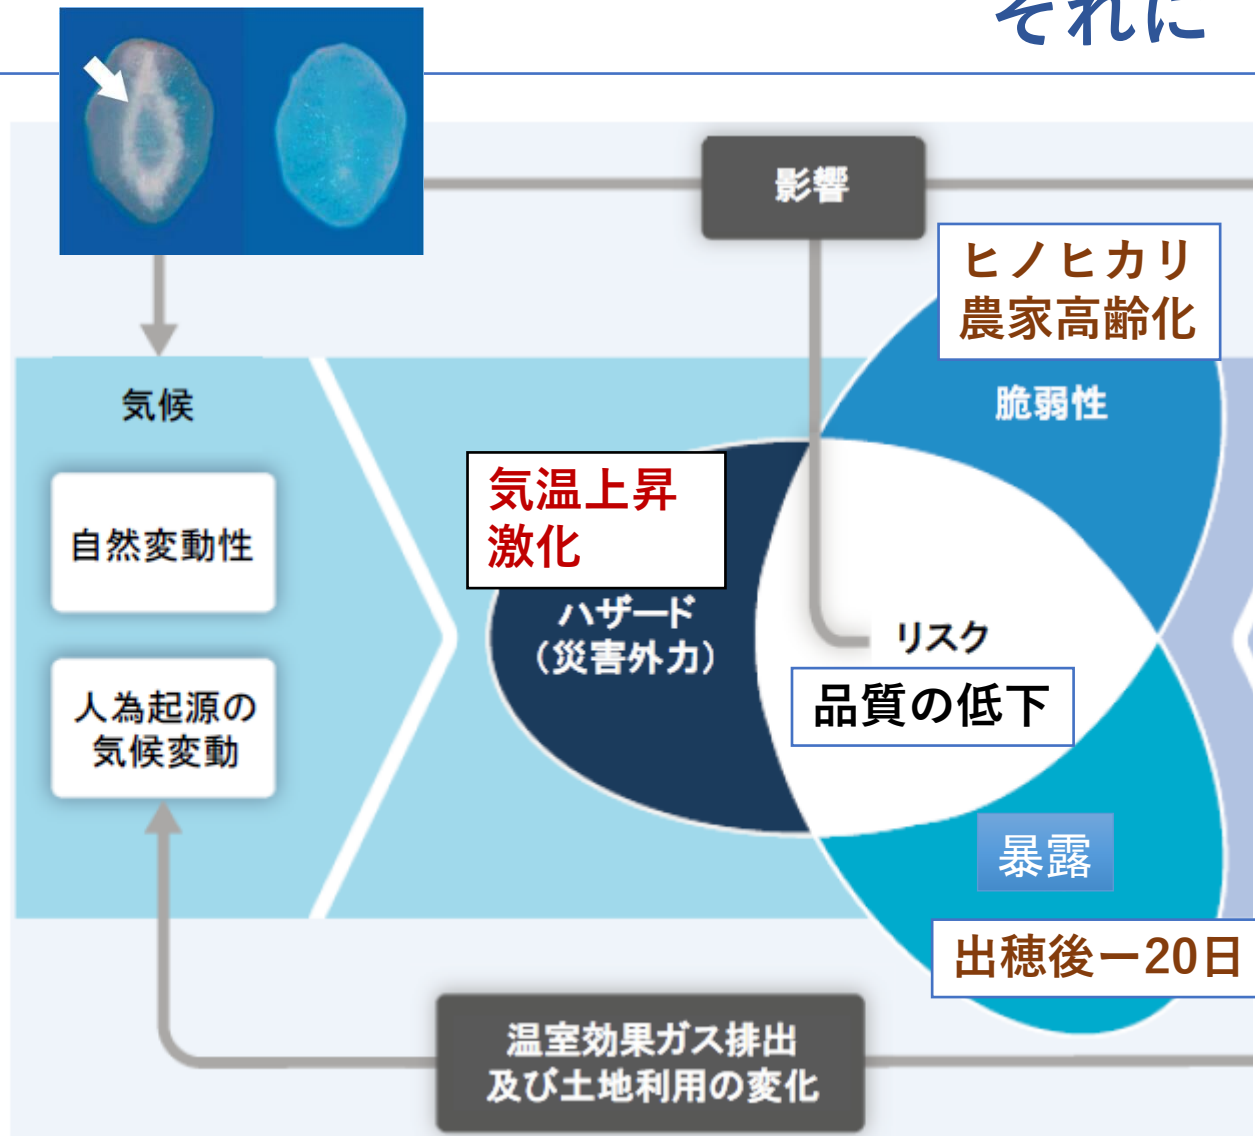 それに
影響
ヒノヒカリ
農家高齢化
脆弱性
気候
自然変動性
人為起源の
気候変動
気温上昇
激化
ハザード
（災害外力）
リスク
品質の低下
暴露
出穂後ー20日
温室効果ガス排出
及び土地利用の変化